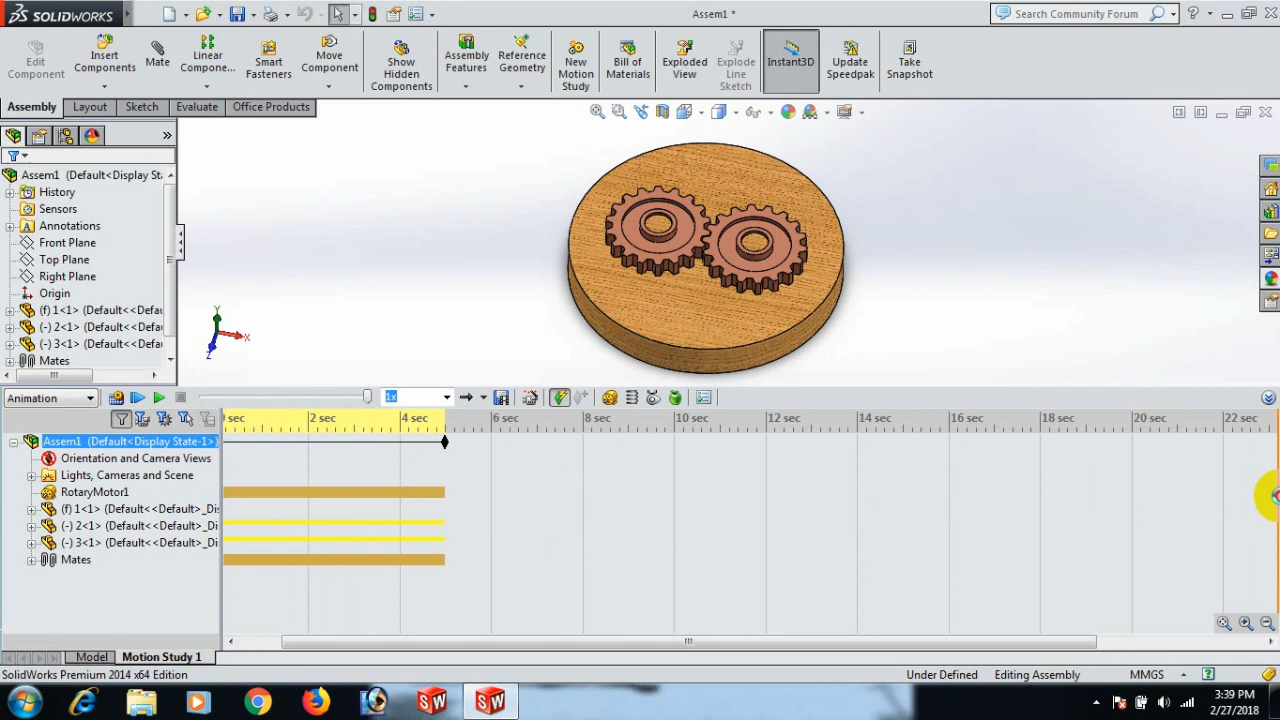 SOLIDWORKS
Assem1 *
Search Community Forum
Edit Component
Insert Components
Mate
Linear Compone...
Smart Fasteners
Move Component
Show Hidden Components
Assembly Features
Reference Geometry
New Motion Study
Bill of Materials
Exploded View
Explode Line Sketch
Instant3D
Update Speedpak
Take Snapshot
Assembly Layout Sketch Evaluate Office Products
Assem1 (Default<Display Sta
History
Sensors
Annotations
Front Plane
Top Plane
Right Plane
Origin
(f) 1<1> (Default<<Defau
(-) 2<1> (Default<<Defau
(-) 3<1> (Default<<Defau
Mates
Y
X
Z
Animation
1x
sec 2 sec 4 sec 6 sec 8 sec 10 sec 12 sec 14 sec 16 sec 18 sec 20 sec 22 sec
Assem1 (Default<Display State-1>)
Orientation and Camera Views
Lights, Cameras and Scene
RotaryMotor1
(f) 1<1> (Default<<Default>_Dis
(-) 2<1> (Default<<Default>_Di
(-) 3<1> (Default<<Default>_Di
Mates
Model Motion Study 1
SolidWorks Premium 2014 x64 Edition
Under Defined Editing Assembly MMGS
3:39 PM
2/27/2018